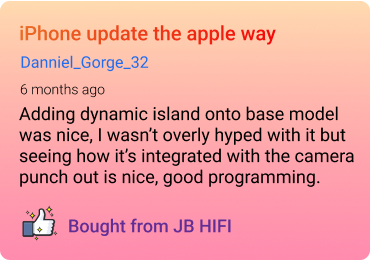 iPhone update the apple way
Danniel_Gorge_32
6 months ago
Adding dynamic island onto base model
was nice, I wasn't overly hyped with it but
seeing how it's integrated with the camera
punch out is nice, good programming.
Bought from JB HIFI